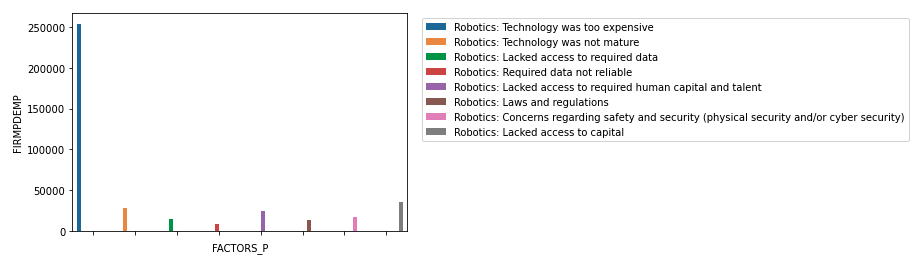 250000
200000
150000
100000
50000
0
FIRMPDEMP
FACTORS_P
Robotics: Technology was too expensive
Robotics: Technology was not mature
Robotics: Lacked access to required data
Robotics: Required data not reliable
Robotics: Lacked access to required human capital and talent
Robotics: Laws and regulations
Robotics: Concerns regarding safety and security (physical security and/or cyber security)
Robotics: Lacked access to capital